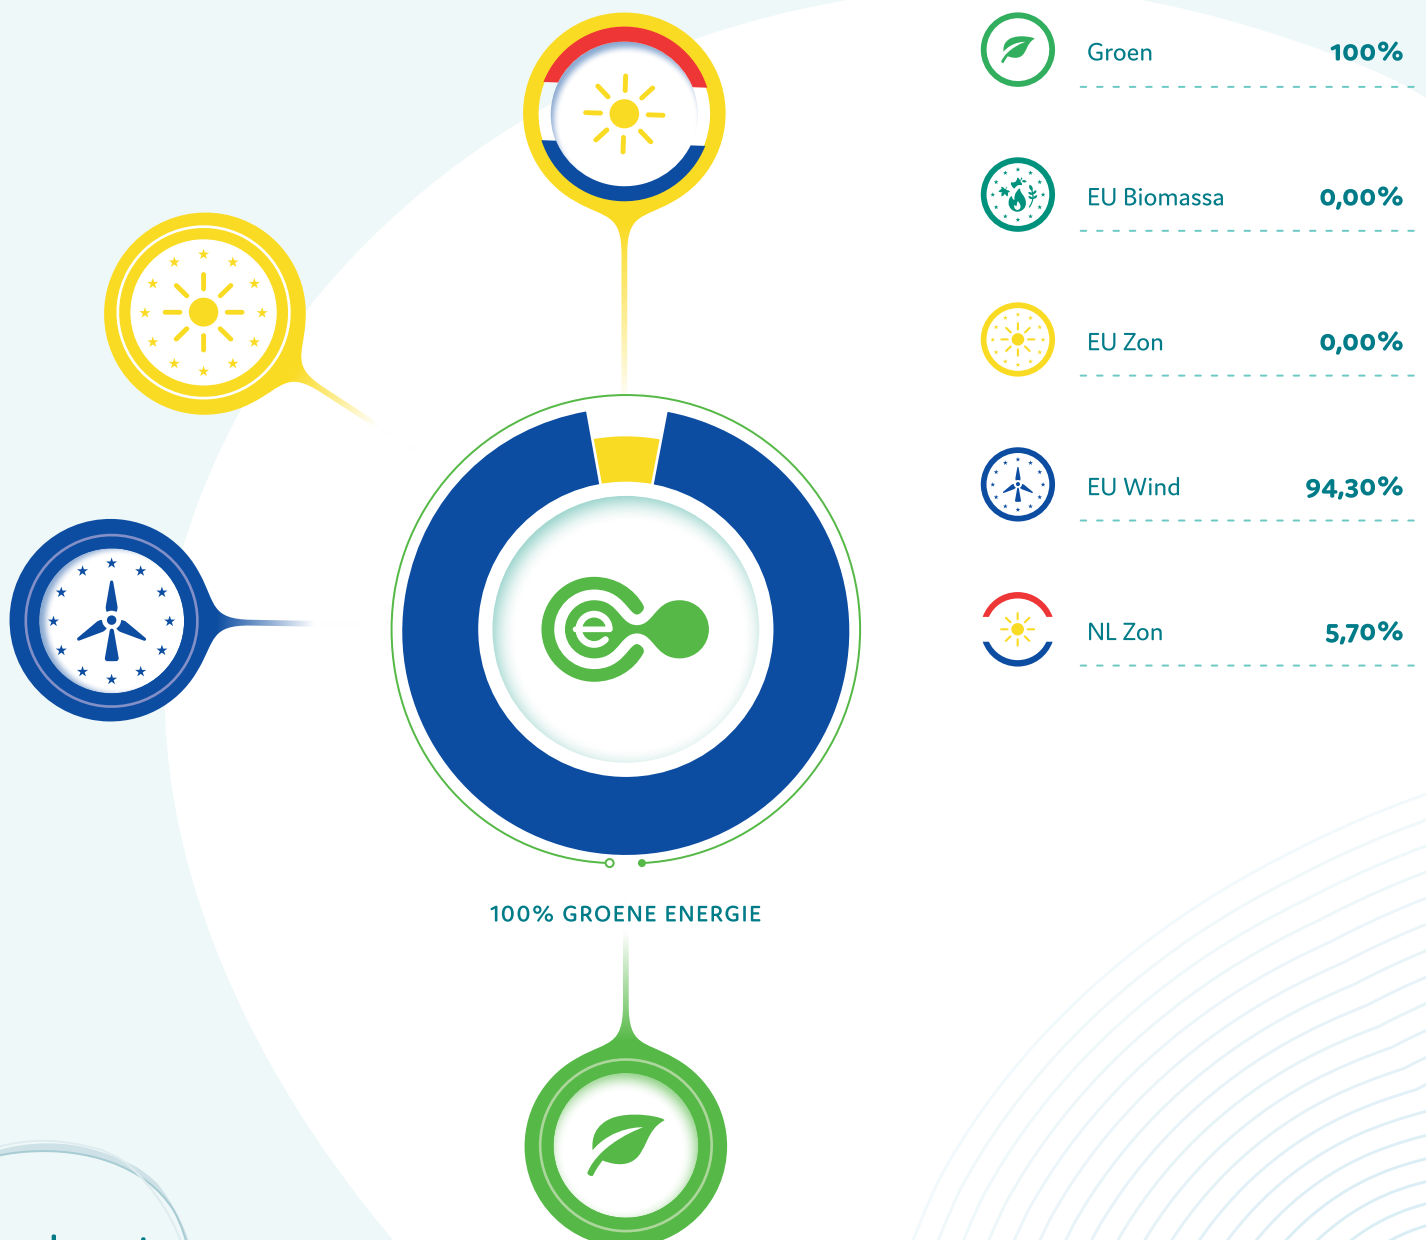 Groen 100%
EU Biomassa 0,00%
EU Zon 0,00%
EU Wind 94,30%
NL Zon 5,70%
e
100% GROENE ENERGIE